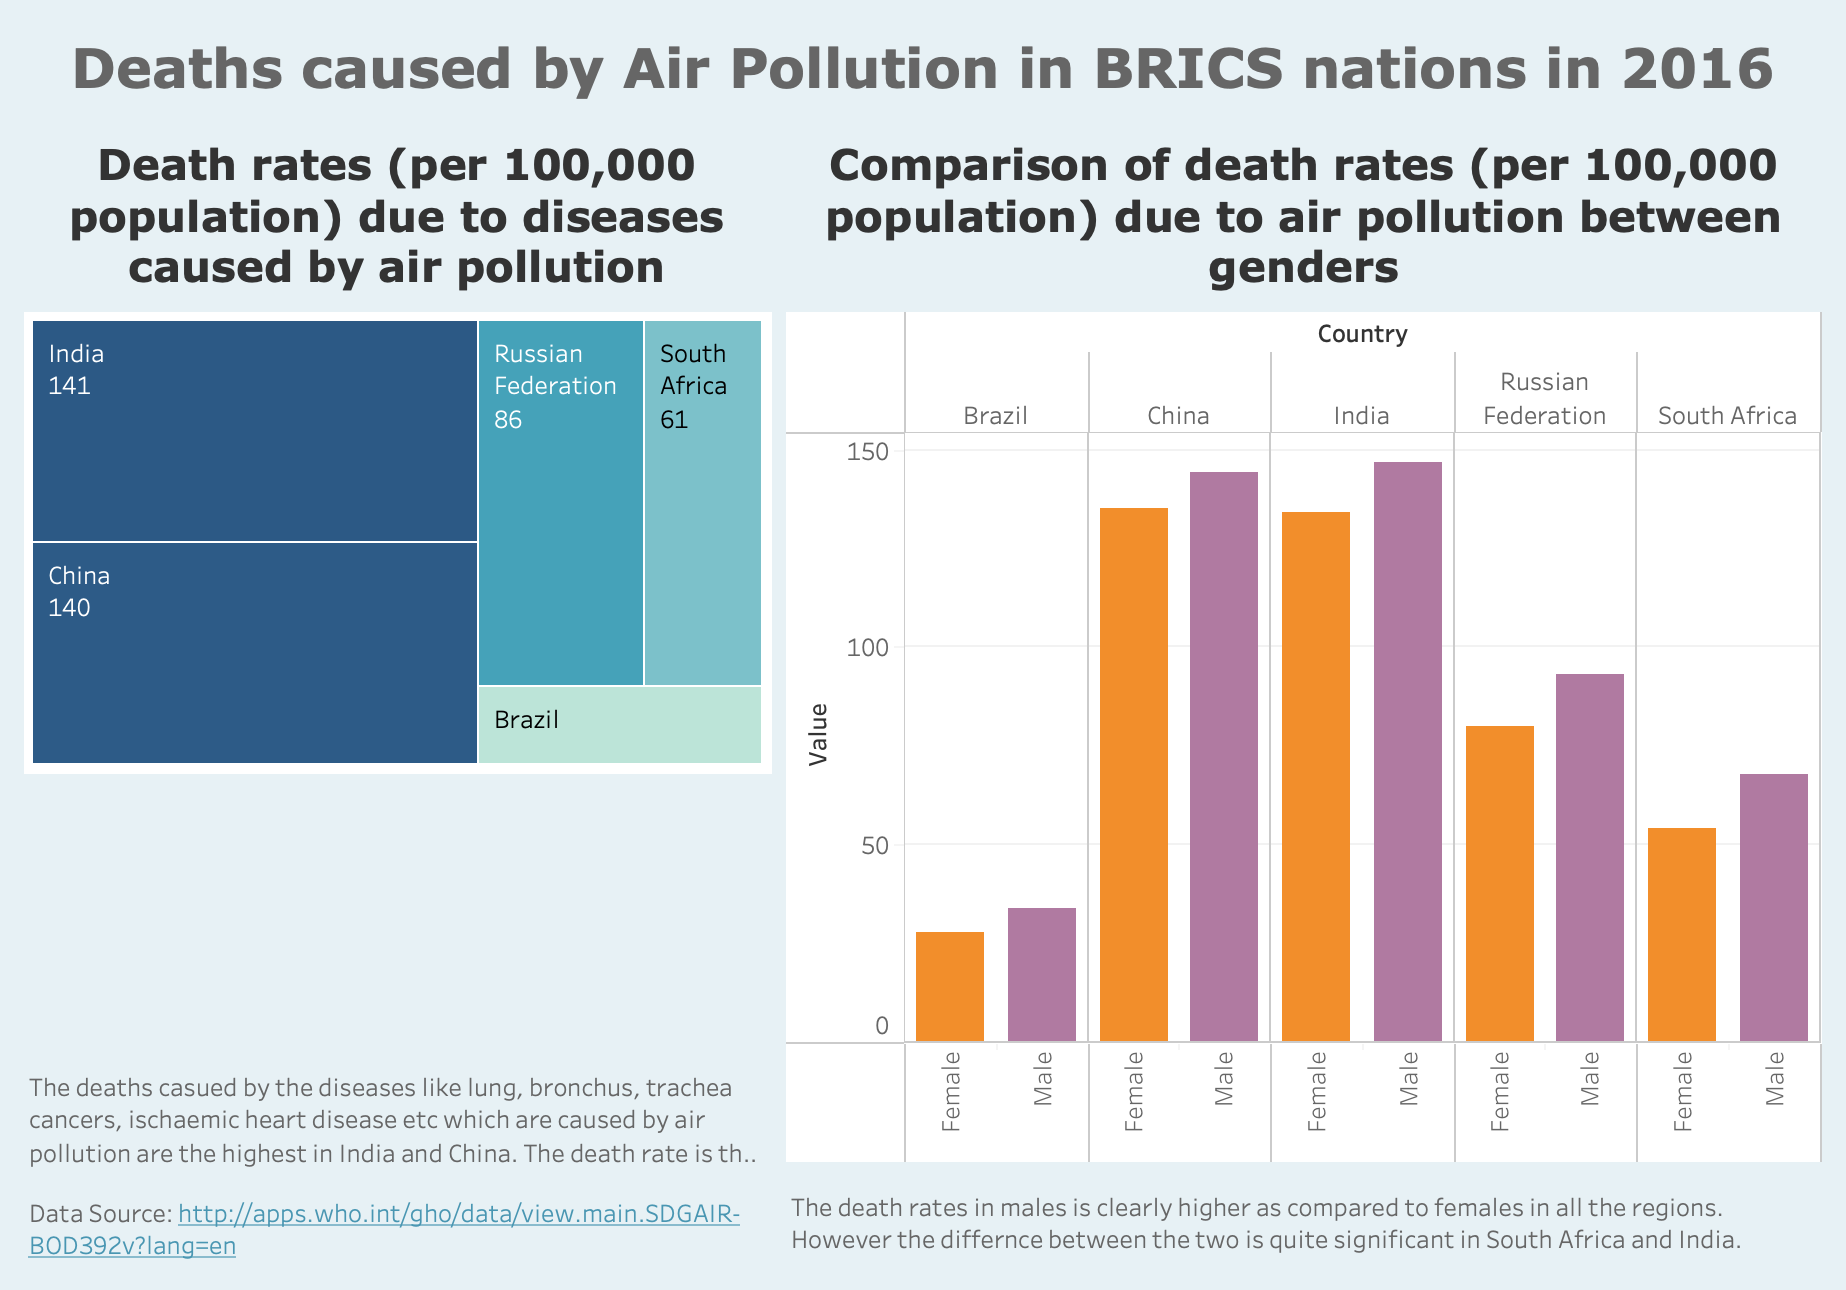 Deaths caused by Air Pollution in BRICS nations in 2016
Death rates (per 100,000
population) due to diseases
caused by air pollution
India
141
Russian
Federation
86
South
Africa
61
China
140
Brazil
The deaths casued by the diseases like lung, bronchus, trachea
cancers, ischaemic heart disease etc which are caused by air
pollution are the highest in India and China. The death rate is th..
Data Source: http://apps.who.int/gho/data/view.main.SDGAIR-
BOD392v?lang=en
Comparison of death rates (per 100,000
population) due to air pollution between
genders
Country
Brazil
China
India
Russian
Federation
South Africa
Value
150
100
50
0
Female
Male
Female
Male
Female
Male
Female
Male
Female
Male
The death rates in males is clearly higher as compared to females in all the regions.
However the differnce between the two is quite significant in South Africa and India.